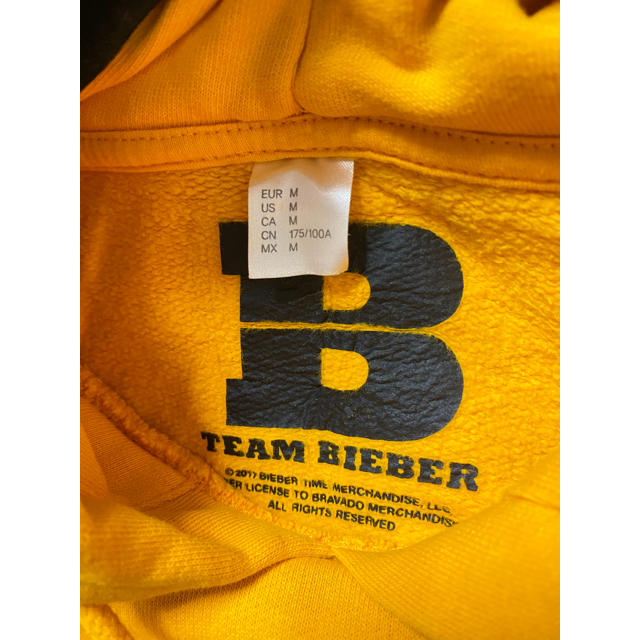 EUR M
US M
CA M
CN 175/100A
MX M
B
TEAM BIEBER
© 2017 BIEBER TIME MERCHANDISE, LLC.
LICENSE TO BRAVADO
ALL RIGHTS RESERVED